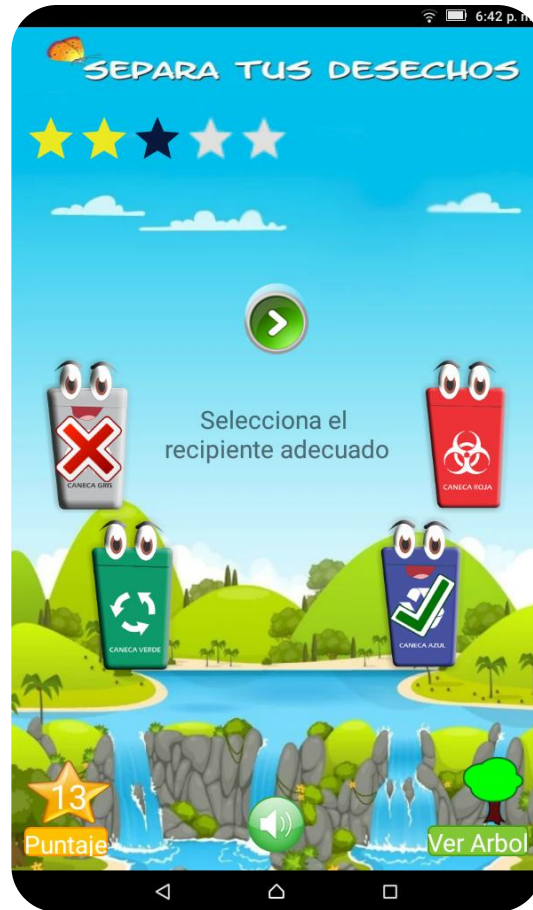 6:42 p. m
SEPARA TUS DESECHOS
Selecciona el
recipiente adecuado
CANECA GRIS
CANECA ROJA
CANECA VERDE
CANECA AZUL
13
Puntaje
Ver Arbol